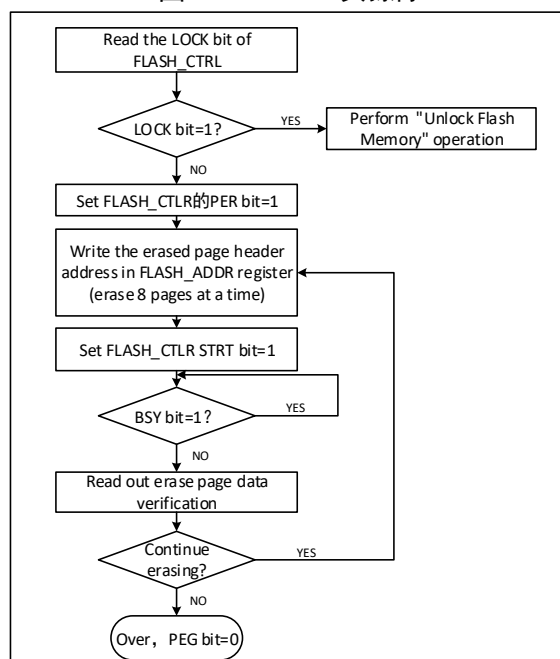 Read the LOCK bit of
FLASH_CTRL
LOCK bit=1?
YES
Perform "Unlock Flash
Memory" operation
NO
Set FLASH_CTLR的PER bit=1
Write the erased page header
address in FLASH_ADDR register
(erase 8 pages at a time)
Set FLASH_CTLR STRT bit=1
BSY bit=1?
YES
NO
Read out erase page data
verification
Continue
erasing?
YES
NO
Over，PEG bit=0